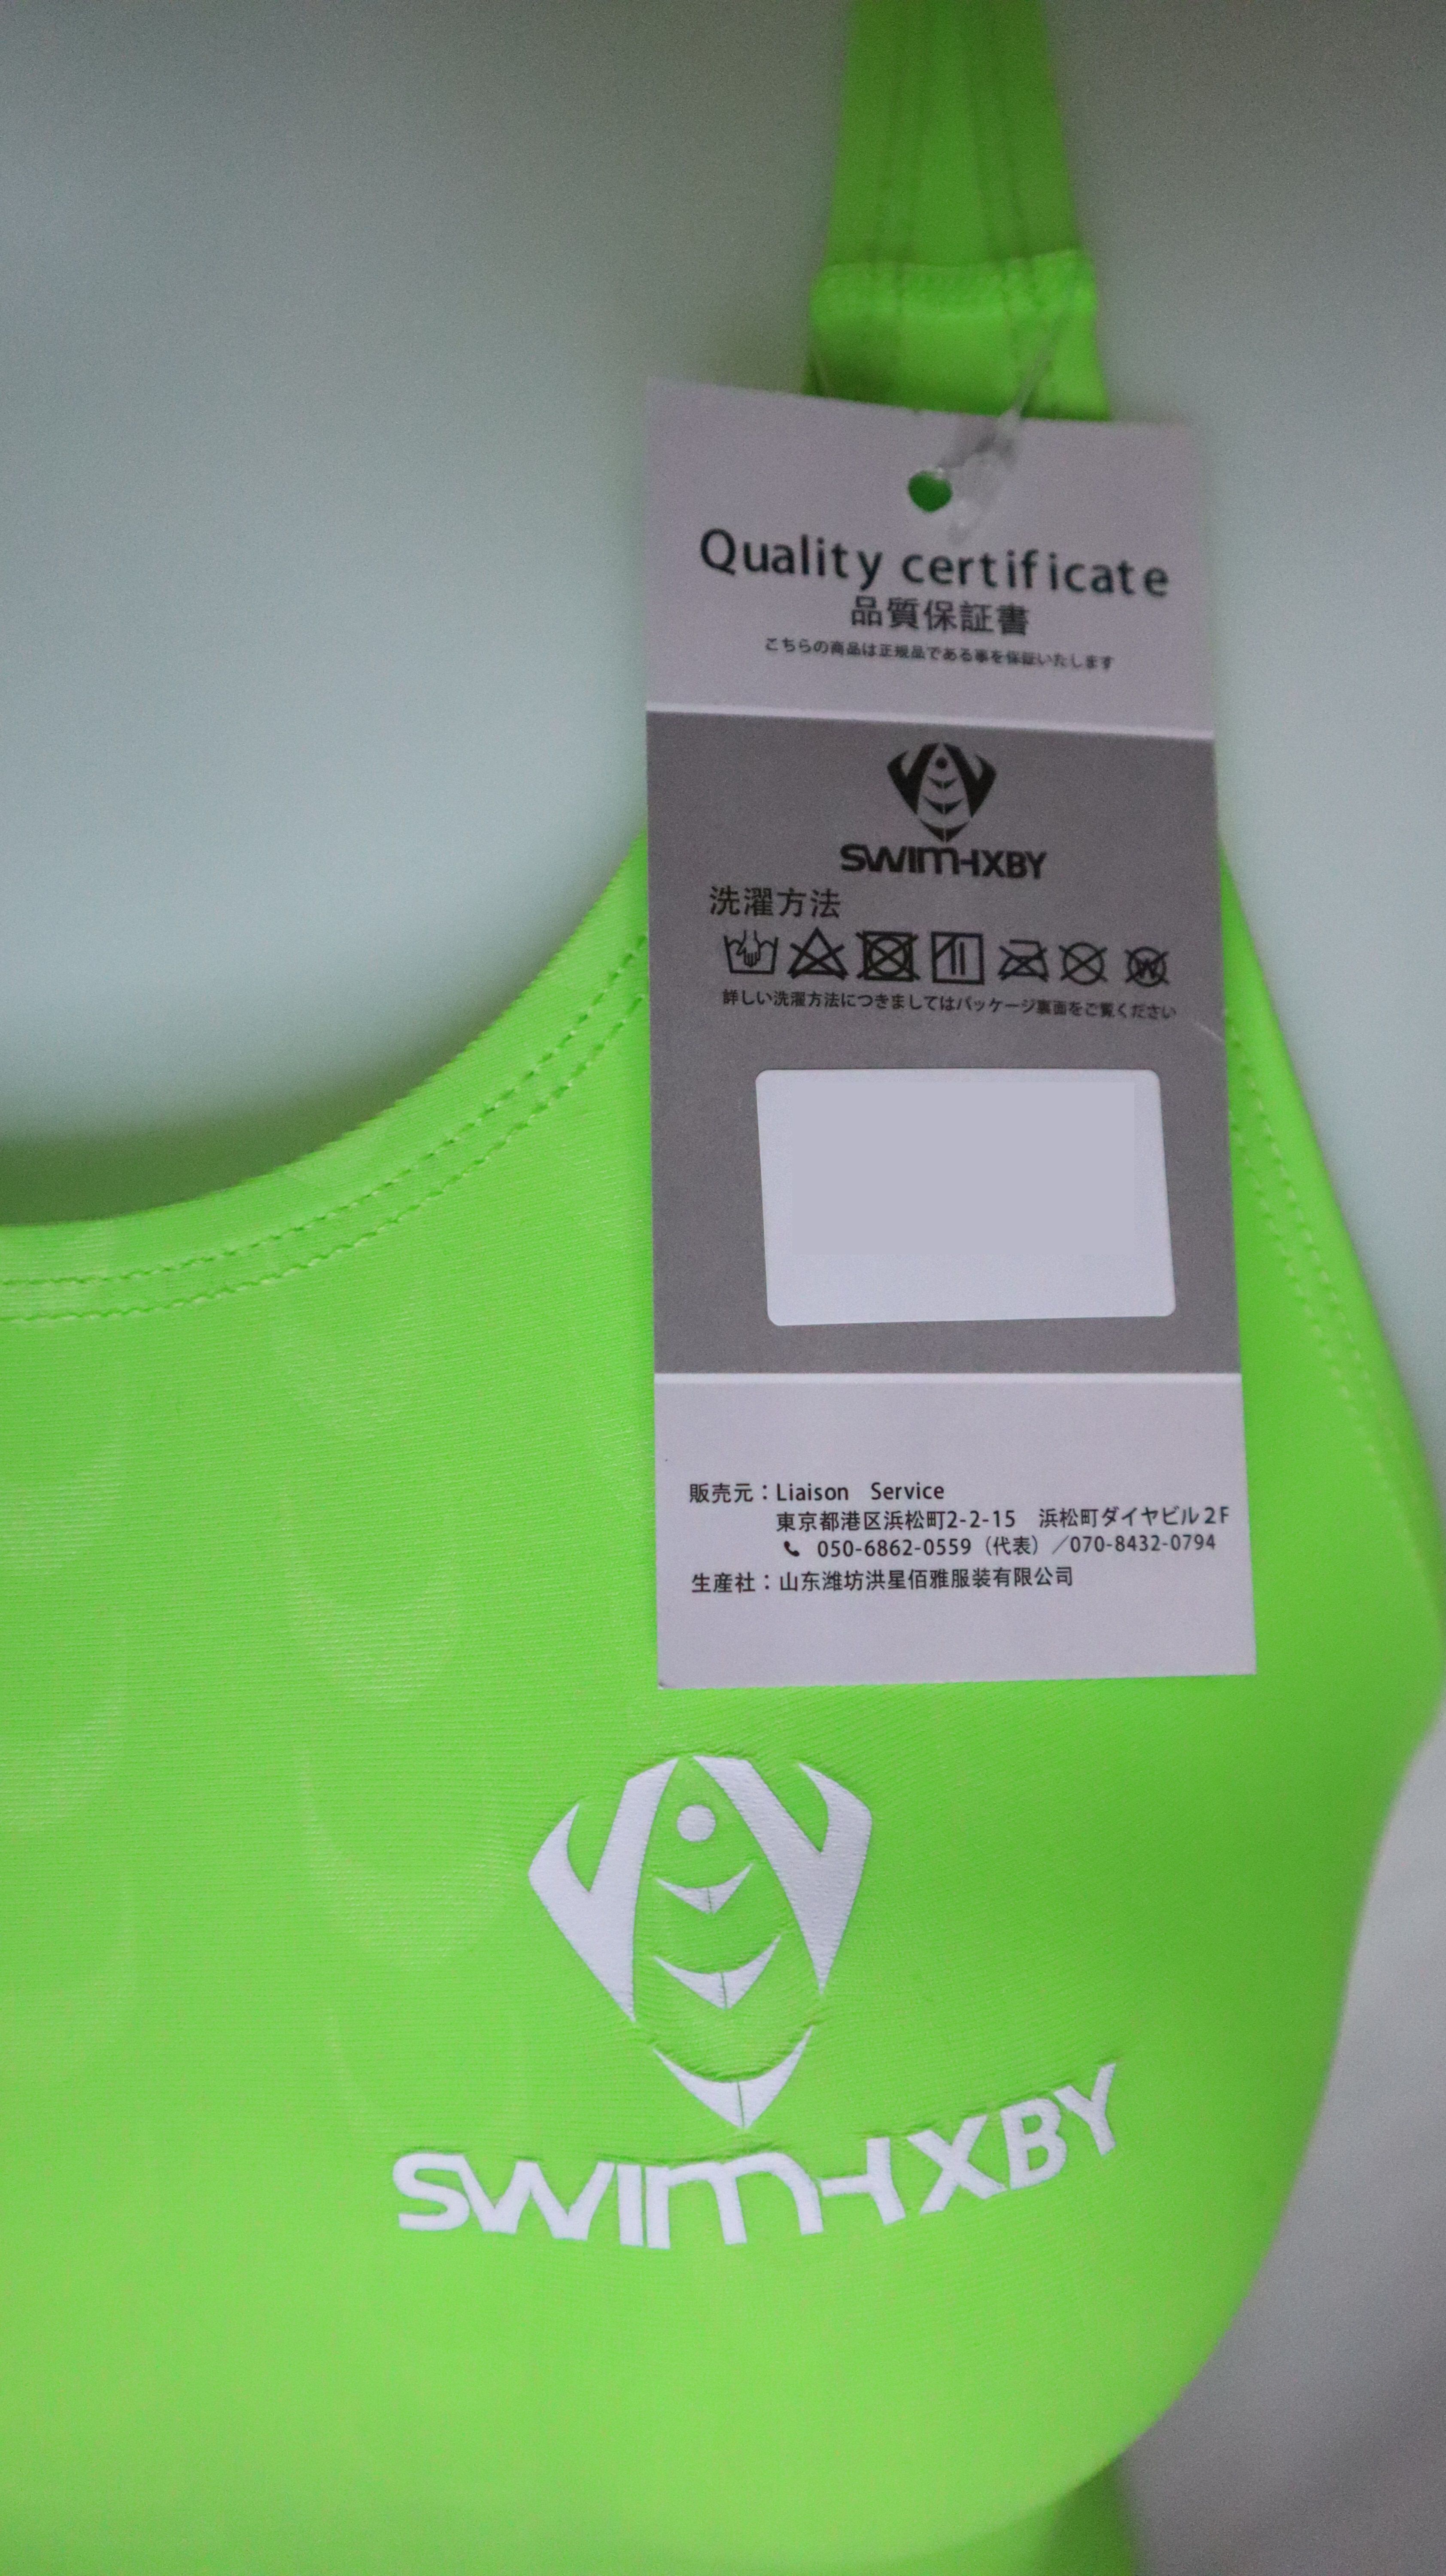 Quality certificate
品質保証書
こちらの商品は正規品である事を保証いたします
SWIM-HXBY
洗濯方法
W
詳しい洗濯方法につきましてはパッケージ裏面をご覧ください
販売元：Liaison Service
東京都港区浜松町2-2-15 浜松町ダイヤビル2F
050-6862-0559（代表）／070-8432-0794
生産社：山东潍坊洪星佰雅服装有限公司
SWIM-HXBY